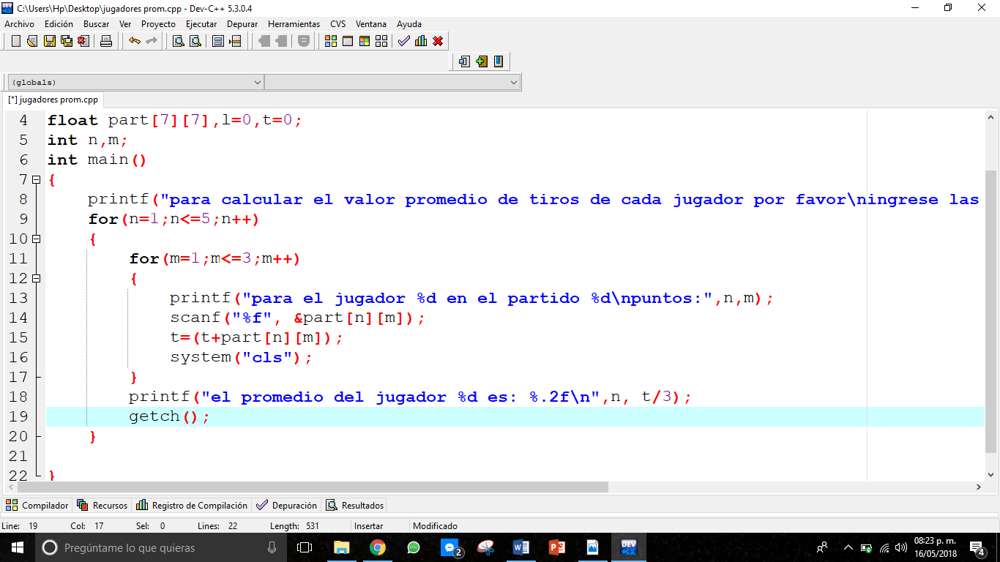 C:\Users\Hp\Desktop\jugadores prom.cpp - Dev-C++ 5.3.0.4
Archivo Edición Buscar Ver Proyecto Ejecutar Depurar Herramientas CVS Ventana Ayuda
(globals)
[*] jugadores prom.cpp
4 float part[7][7],l=0,t=0;
5 int n,m;
6 int main()
7 {
8 printf("para calcular el valor promedio de tiros de cada jugador por favor\ningrese las
9 for(n=1;n<=5;n++)
10 {
11 for(m=1;m<=3;m++)
12 {
13 printf("para el jugador %d en el partido %d\npuntos:",n,m);
14 scanf("%f", &part[n][m]);
15 t=(t+part[n][m]);
16 system("cls");
17 }
18 printf("el promedio del jugador %d es: %.2f\n",n, t/3);
19 getch();
20 }
21
22 }
Compilador Recursos Registro de Compilación Depuración Resultados
Line: 19 Col: 17 Sel: 0 Lines: 22 Length: 531 Insertar Modificado
Pregúntame lo que quieras
2
DEV
08:23 p. m.
16/05/2018
4